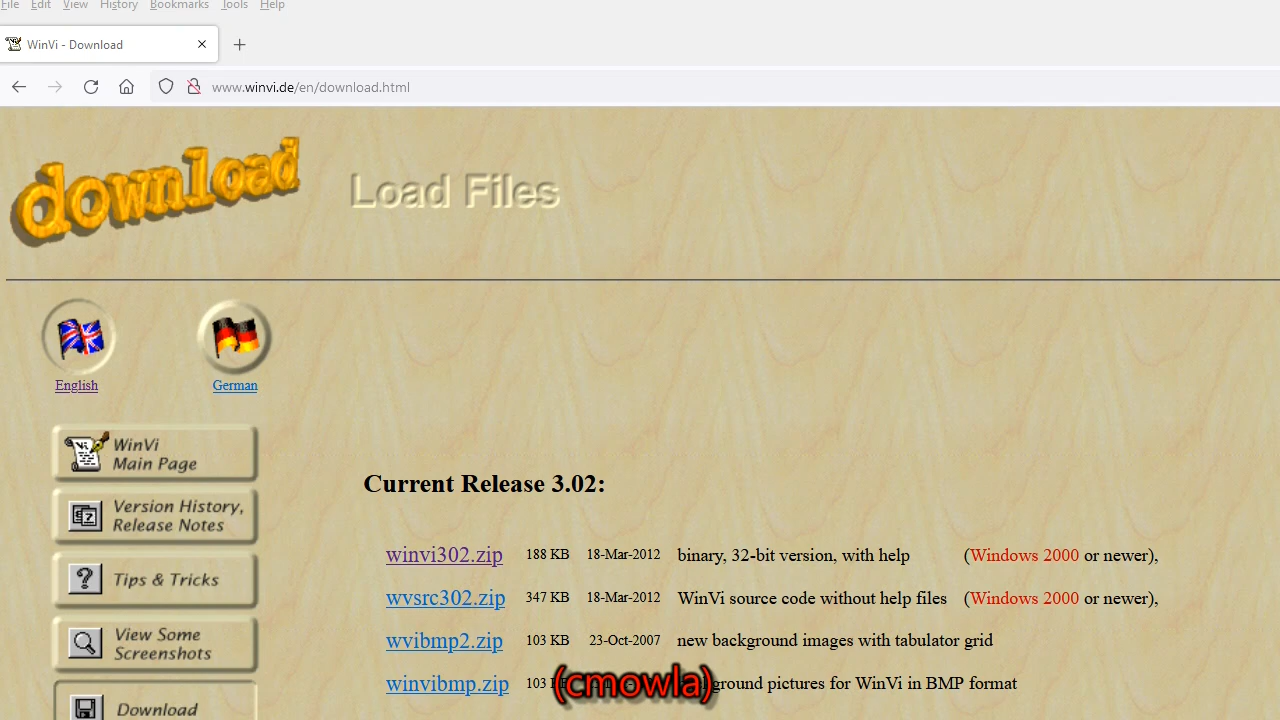 File Edit View History Bookmarks Tools Help
WinVi - Download
www.winvi.de/en/download.html
download
Load Files
English German
WinVi
Main Page
Version History,
Release Notes
Tips & Tricks
View Some
Screenshots
Download
Current Release 3.02:
winvi302.zip 188 KB 18-Mar-2012 binary, 32-bit version, with help (Windows 2000 or newer),
wvsrc302.zip 347 KB 18-Mar-2012 WinVi source code without help files (Windows 2000 or newer),
wvibmp2.zip 103 KB 23-Oct-2007 new background images with tabulator grid
winvibmp.zip 103 pictures for WinVi in BMP format
(cmowla)